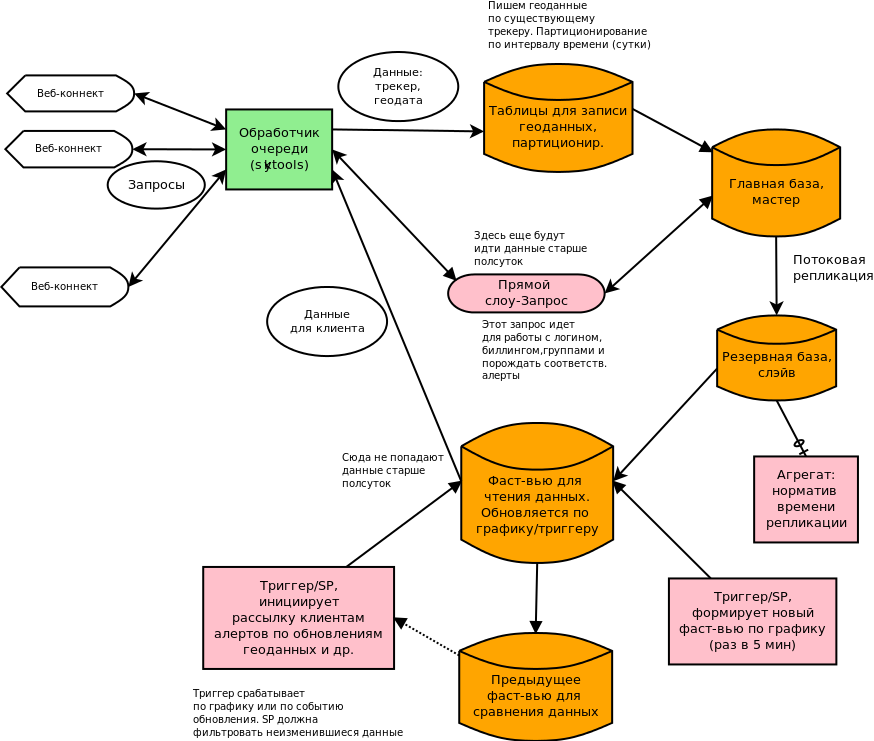 Пишем геоданные
по существующему
трекеру. Партиционирование
по интервалу времени (сутки)
Данные:
трекер,
геодата
Веб-коннект
Веб-коннект
Веб-коннект
Запросы
Обработчик
очереди
(skytools)
Таблицы для записи
геоданных,
партиционир.
Главная база,
мастер
Здесь еще будут
идти данные старше
полсуток
Прямой
слоу-Запрос
Этот запрос идет
для работы с логином,
биллингом,группами и
порождать соответств.
алерты
Потоковая
репликация
Данные
для клиента
Резервная база,
слэйв
Сюда не попадают
данные старше
полсуток
Фаст-вью для
чтения данных.
Обновляется по
графику/триггеру
Агрегат:
норматив
времени
репликации
Триггер/SP,
инициирует
рассылку клиентам
алертов по обновлениям
геоданных и др.
Триггер/SP,
формирует новый
фаст-вью по графику
(раз в 5 мин)
Предыдущее
фаст-вью для
сравнения данных
Триггер срабатывает
по графику или по событию
обновления. SP должна
фильтровать неизменившиеся данные